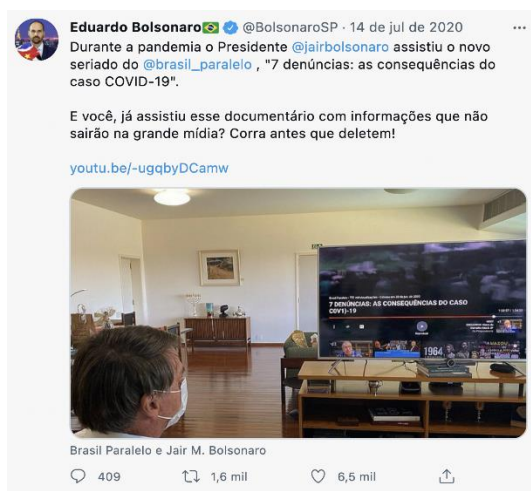 Eduardo Bolsonaro @BolsonaroSP · 14 de jul de 2020
Durante a pandemia o Presidente @jairbolsonaro assistiu o novo
seriado do @brasil_paralelo , "7 denúncias: as consequências do
caso COVID-19".
E você, já assistiu esse documentário com informações que não
sairão na grande mídia? Corra antes que deletem!
youtu.be/-ugqbyDCamw
7 DENÚNCIAS: AS CONSEQUÊNCIAS DO CASO
1964
Brasil Paralelo e Jair M. Bolsonaro
409 1,6 mil 6,5 mil